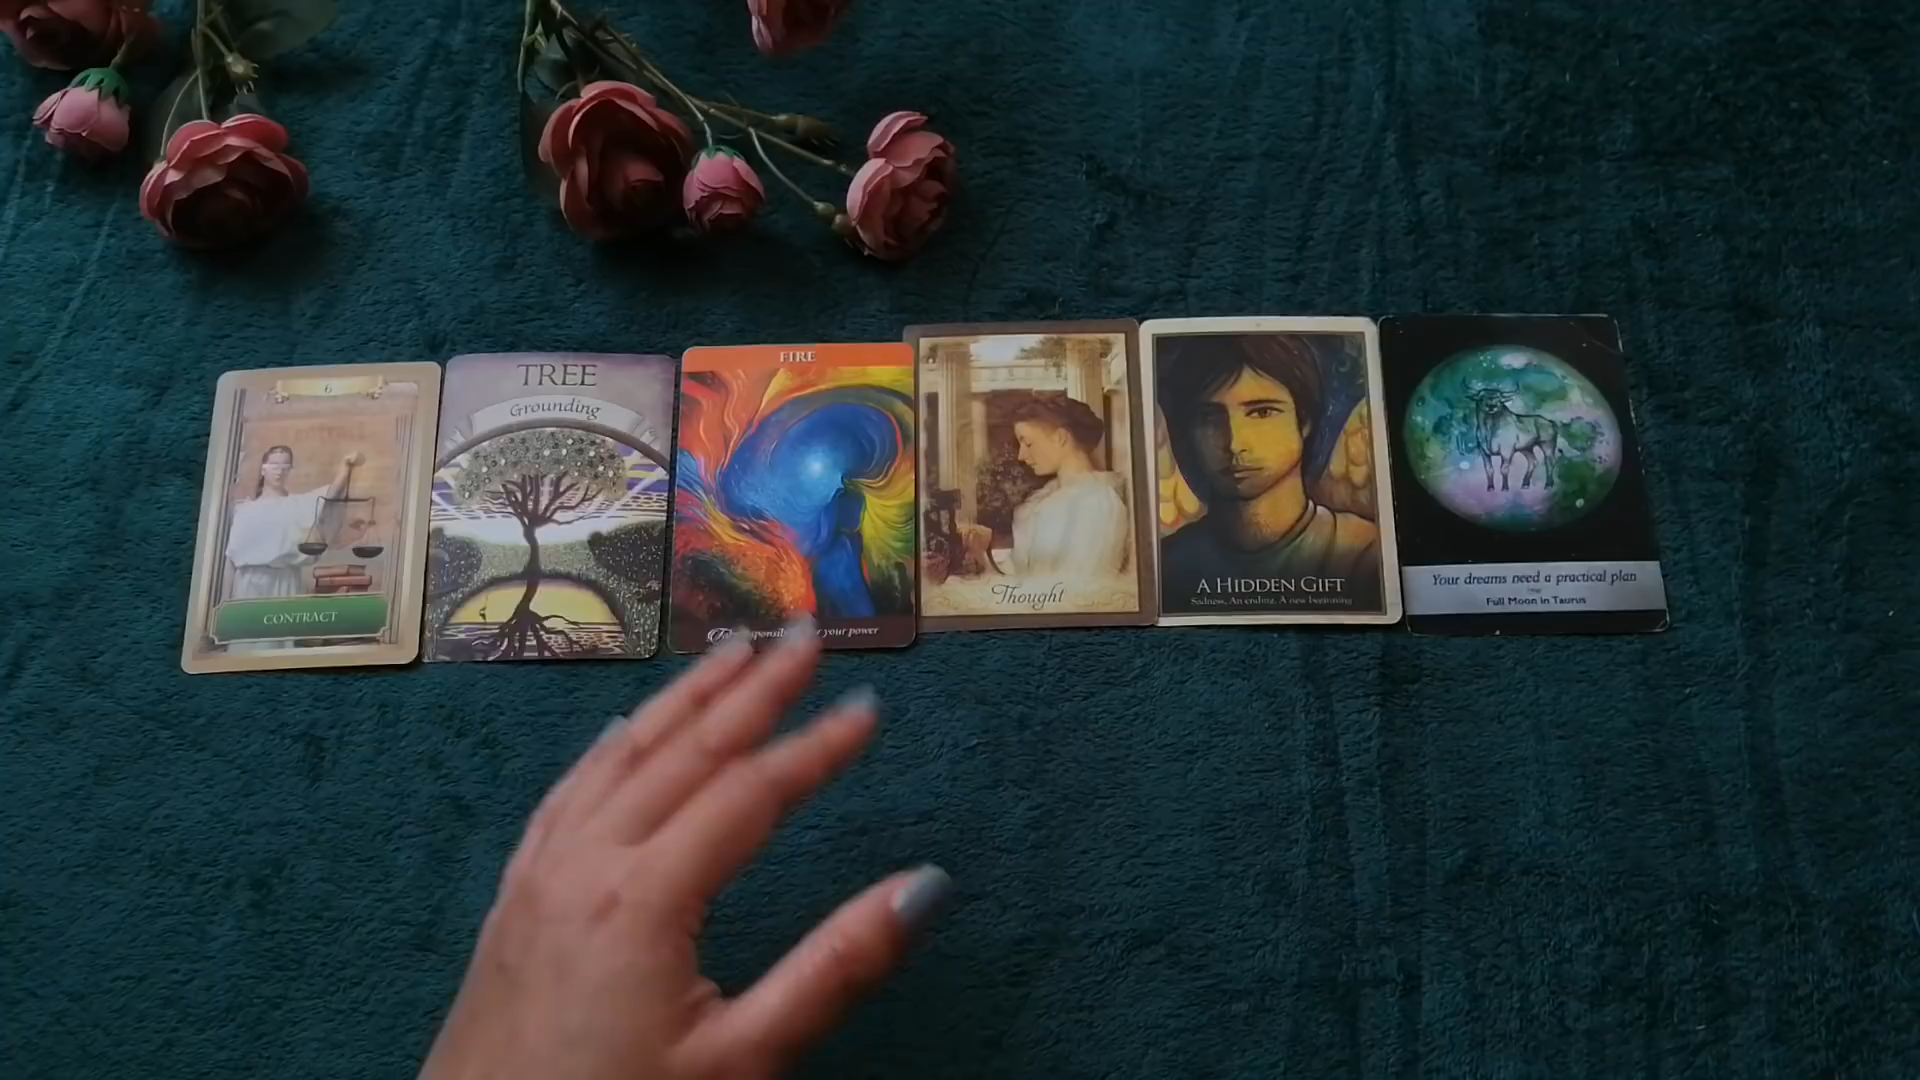 6
CONTRACT
TREE
Grounding
FIRE
your power
Thought
A HIDDEN GIFT
Sadness, An ending, A new beginning
Your dreams need a practical plan
Full Moon in Taurus